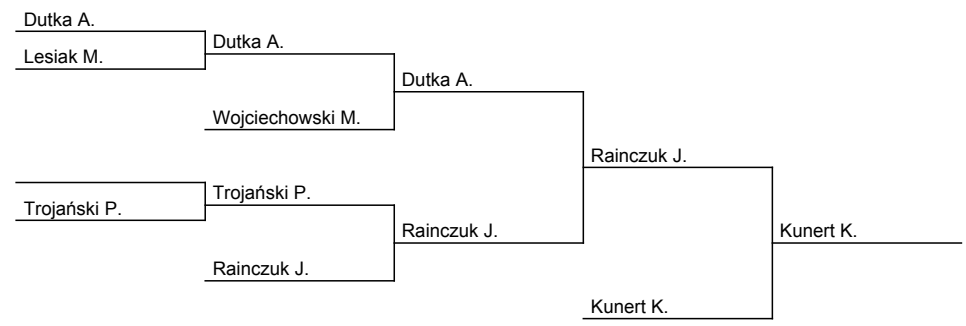 Dutka A.
Lesiak M.
Dutka A.
Wojciechowski M.
Dutka A.
Trojański P.
Trojański P.
Rainczuk J.
Rainczuk J.
Rainczuk J.
Kunert K.
Kunert K.